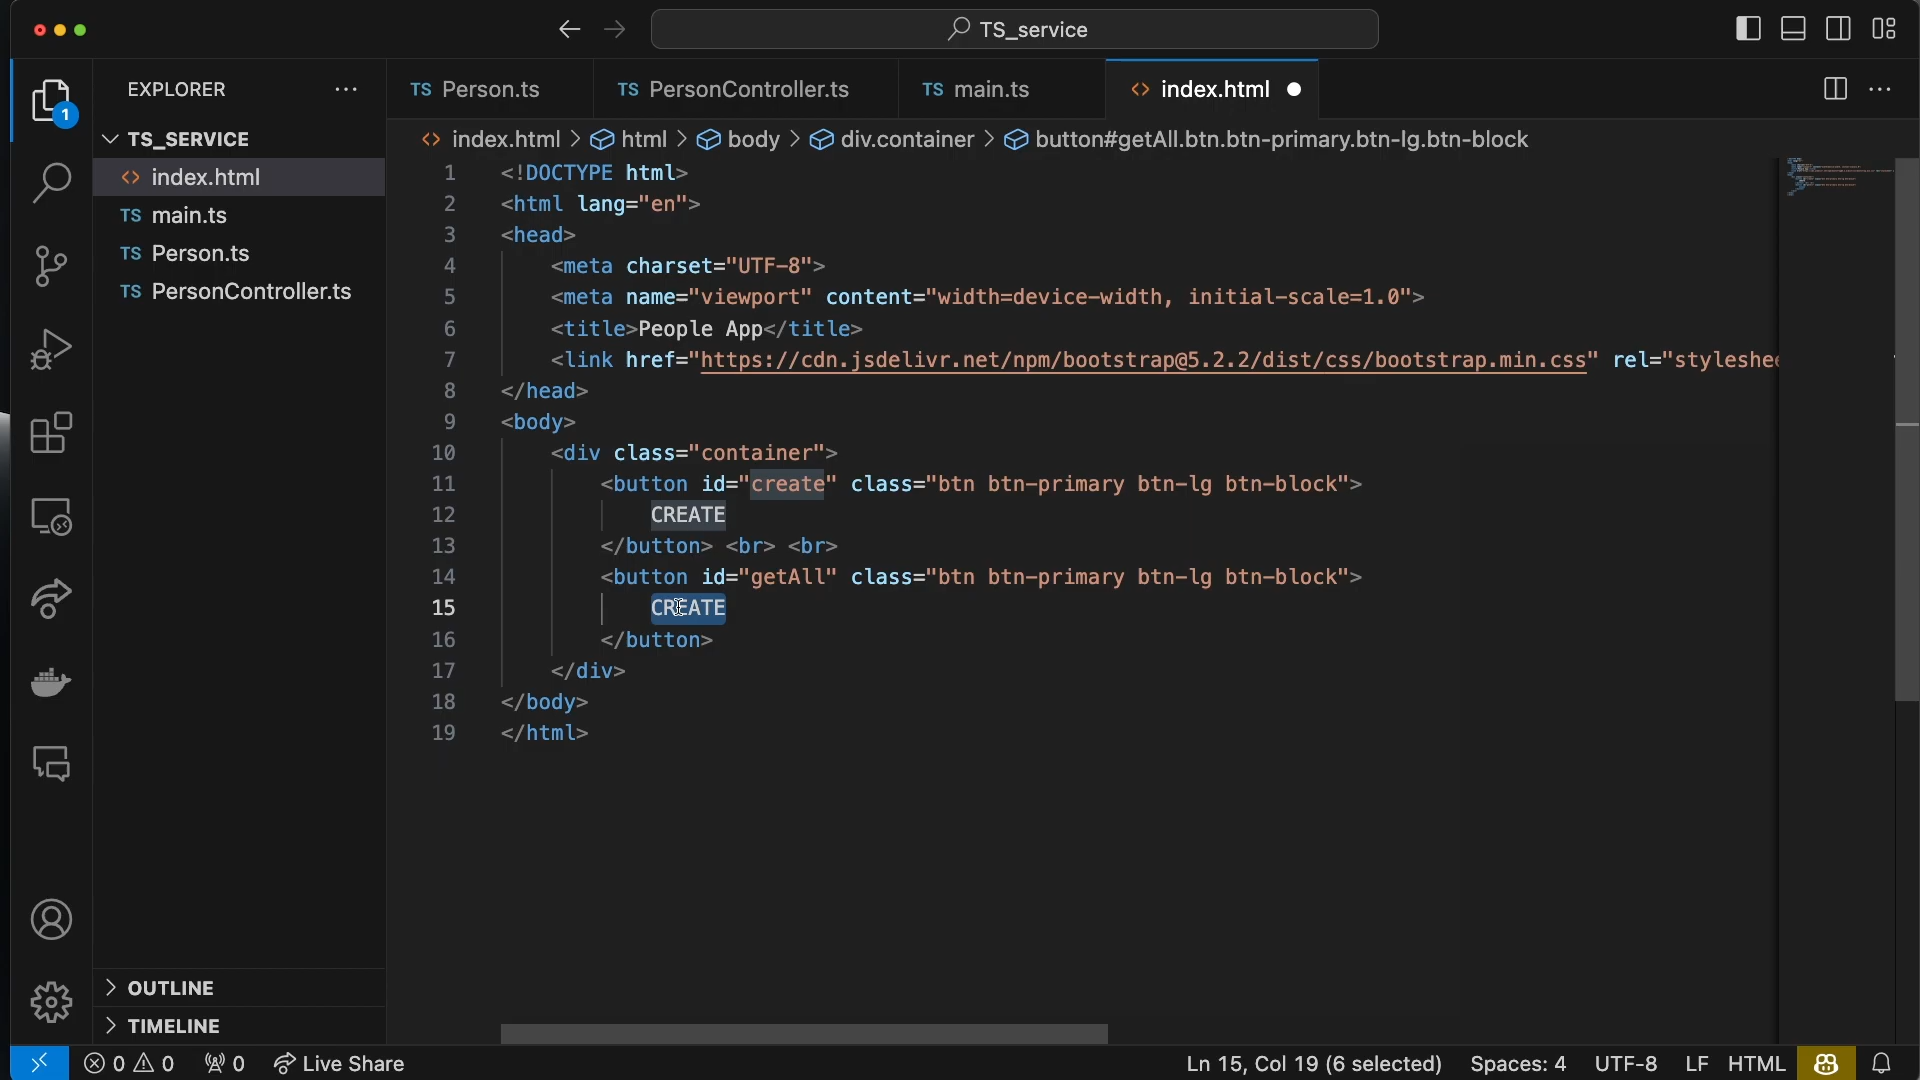 TS_service
EXPLORER
TS Person.ts
TS PersonController.ts
TS main.ts
<> index.html
1
TS_SERVICE
<> index.html > html > body > div.container > button#getAll.btn.btn-primary.btn-lg.btn-block
<> index.html
TS main.ts
TS Person.ts
TS PersonController.ts
1 <!DOCTYPE html>
2 <html lang="en">
3 <head>
4 <meta charset="UTF-8">
5 <meta name="viewport" content="width=device-width, initial-scale=1.0">
6 <title>People App</title>
7 <link href="https://cdn.jsdelivr.net/npm/bootstrap@5.2.2/dist/css/bootstrap.min.css" rel="styleshe
8 </head>
9 <body>
10 <div class="container">
11 <button id="create" class="btn btn-primary btn-lg btn-block">
12 CREATE
13 </button> <br> <br>
14 <button id="getAll" class="btn btn-primary btn-lg btn-block">
15 CREATE
16 </button>
17 </div>
18 </body>
19 </html>
OUTLINE
TIMELINE
0 0 0 Live Share
Ln 15, Col 19 (6 selected) Spaces: 4 UTF-8 LF HTML